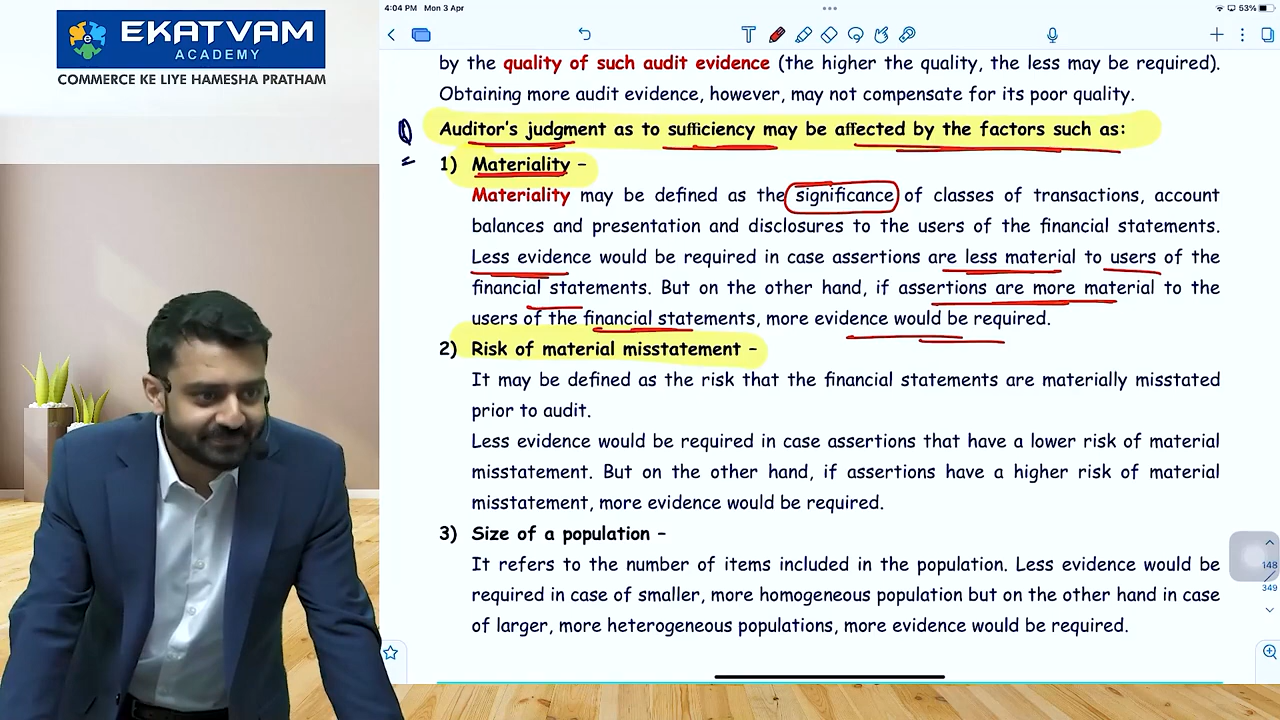 4:04 PM Mon 3 Apr
53%
EKATVAM
ACADEMY
COMMERCE KE LIYE HAMESHA PRATHAM
by the quality of such audit evidence (the higher the quality, the less may be required).
Obtaining more audit evidence, however, may not compensate for its poor quality.
Auditor's judgment as to sufficiency may be affected by the factors such as:
1) Materiality –
Materiality may be defined as the significance of classes of transactions, account
balances and presentation and disclosures to the users of the financial statements.
Less evidence would be required in case assertions are less material to users of the
financial statements. But on the other hand, if assertions are more material to the
users of the financial statements, more evidence would be required.
2) Risk of material misstatement –
It may be defined as the risk that the financial statements are materially misstated
prior to audit.
Less evidence would be required in case assertions that have a lower risk of material
misstatement. But on the other hand, if assertions have a higher risk of material
misstatement, more evidence would be required.
3) Size of a population –
It refers to the number of items included in the population. Less evidence would be
required in case of smaller, more homogeneous population but on the other hand in case
of larger, more heterogeneous populations, more evidence would be required.
148
349